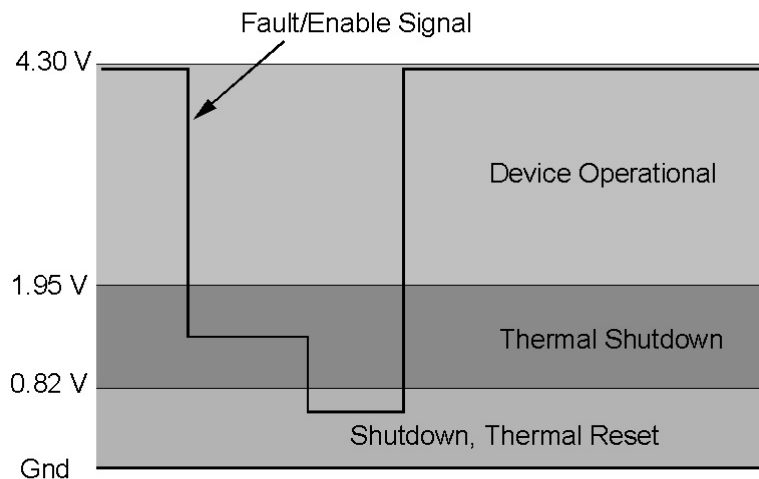 Fault/Enable Signal
4.30 V
Device Operational
1.95 V
Thermal Shutdown
0.82 V
Shutdown, Thermal Reset
Gnd